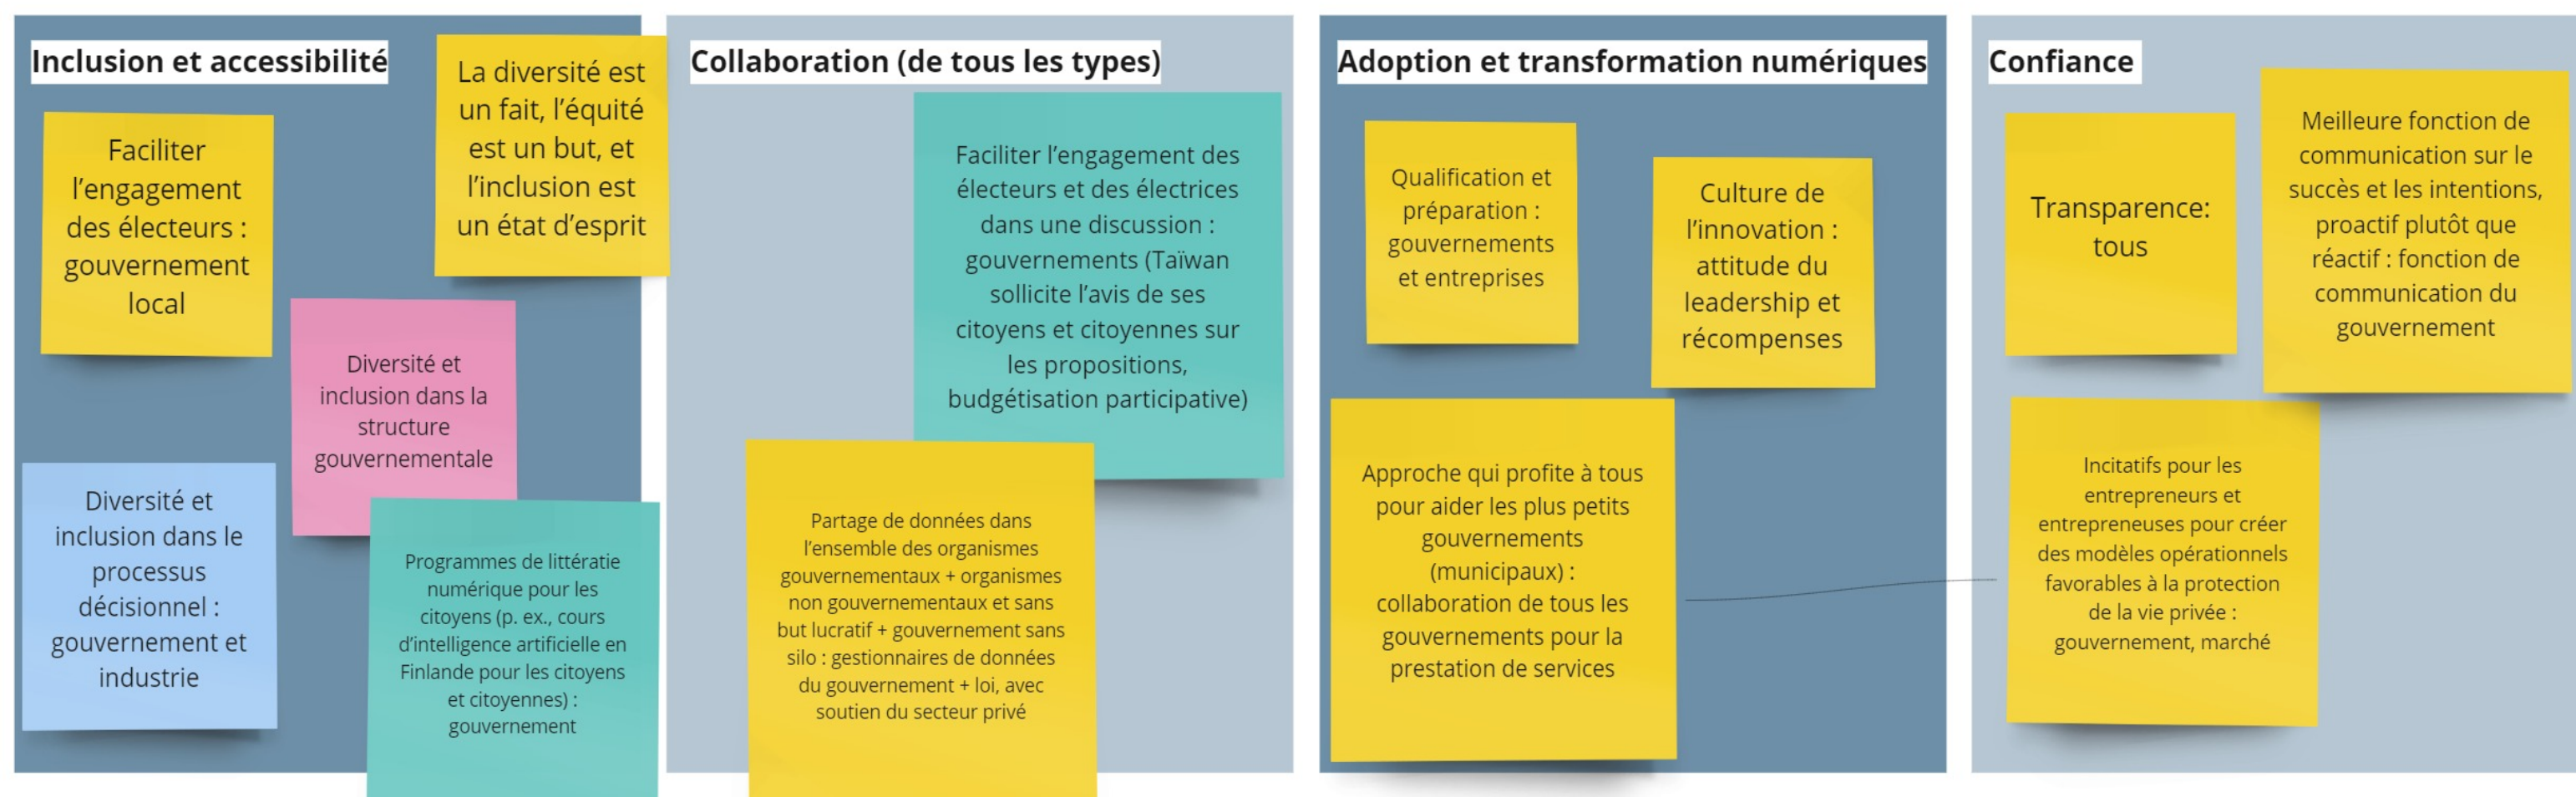 Inclusion et accessibilité
Faciliter
l'engagement
des électeurs :
gouvernement
local
La diversité est
un fait, l'équité
est un but, et
l'inclusion est
un état d'esprit
Diversité et
inclusion dans la
structure
gouvernementale
Diversité et
inclusion dans le
processus
décisionnel :
gouvernement et
industrie
Programmes de littératie
numérique pour les
citoyens (p. ex., cours
d'intelligence artificielle en
Finlande pour les citoyens
et citoyennes) :
gouvernement
Collaboration (de tous les types)
Faciliter l'engagement des
électeurs et des électrices
dans une discussion :
gouvernements (Taïwan
sollicite l'avis de ses
citoyens et citoyennes sur
les propositions,
budgétisation participative)
Partage de données dans
l'ensemble des organismes
gouvernementaux + organismes
non gouvernementaux et sans
but lucratif + gouvernement sans
silo : gestionnaires de données
du gouvernement + loi, avec
soutien du secteur privé
Adoption et transformation numériques
Qualification et
préparation :
gouvernements
et entreprises
Culture de
l'innovation :
attitude du
leadership et
récompenses
Approche qui profite à tous
pour aider les plus petits
gouvernements
(municipaux) :
collaboration de tous les
gouvernements pour la
prestation de services
Confiance
Transparence:
tous
Meilleure fonction de
communication sur le
succès et les intentions,
proactif plutôt que
réactif : fonction de
communication du
gouvernement
Incitatifs pour les
entrepreneurs et
entrepreneuses pour créer
des modèles opérationnels
favorables à la protection
de la vie privée :
gouvernement, marché